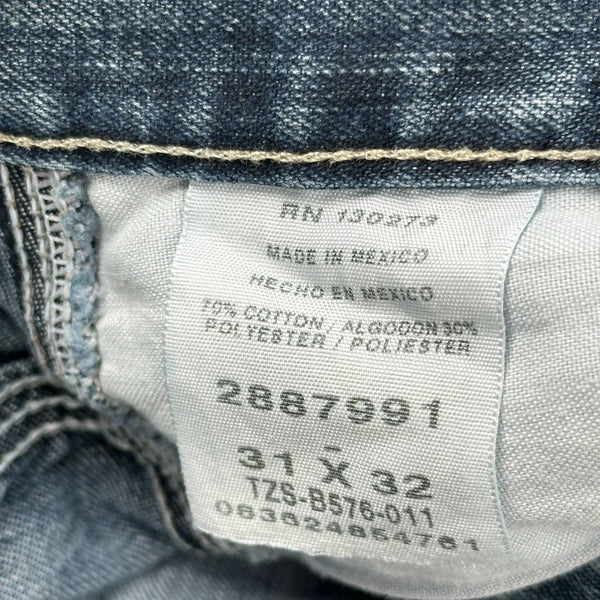 RN 130273
MADE IN MEXICO
HECHO EN MEXICO
70% COTTON / ALGODON 30%
POLYESTER / POLIESTER
2887991
31 X 32
TZS-B576-011
083624854761